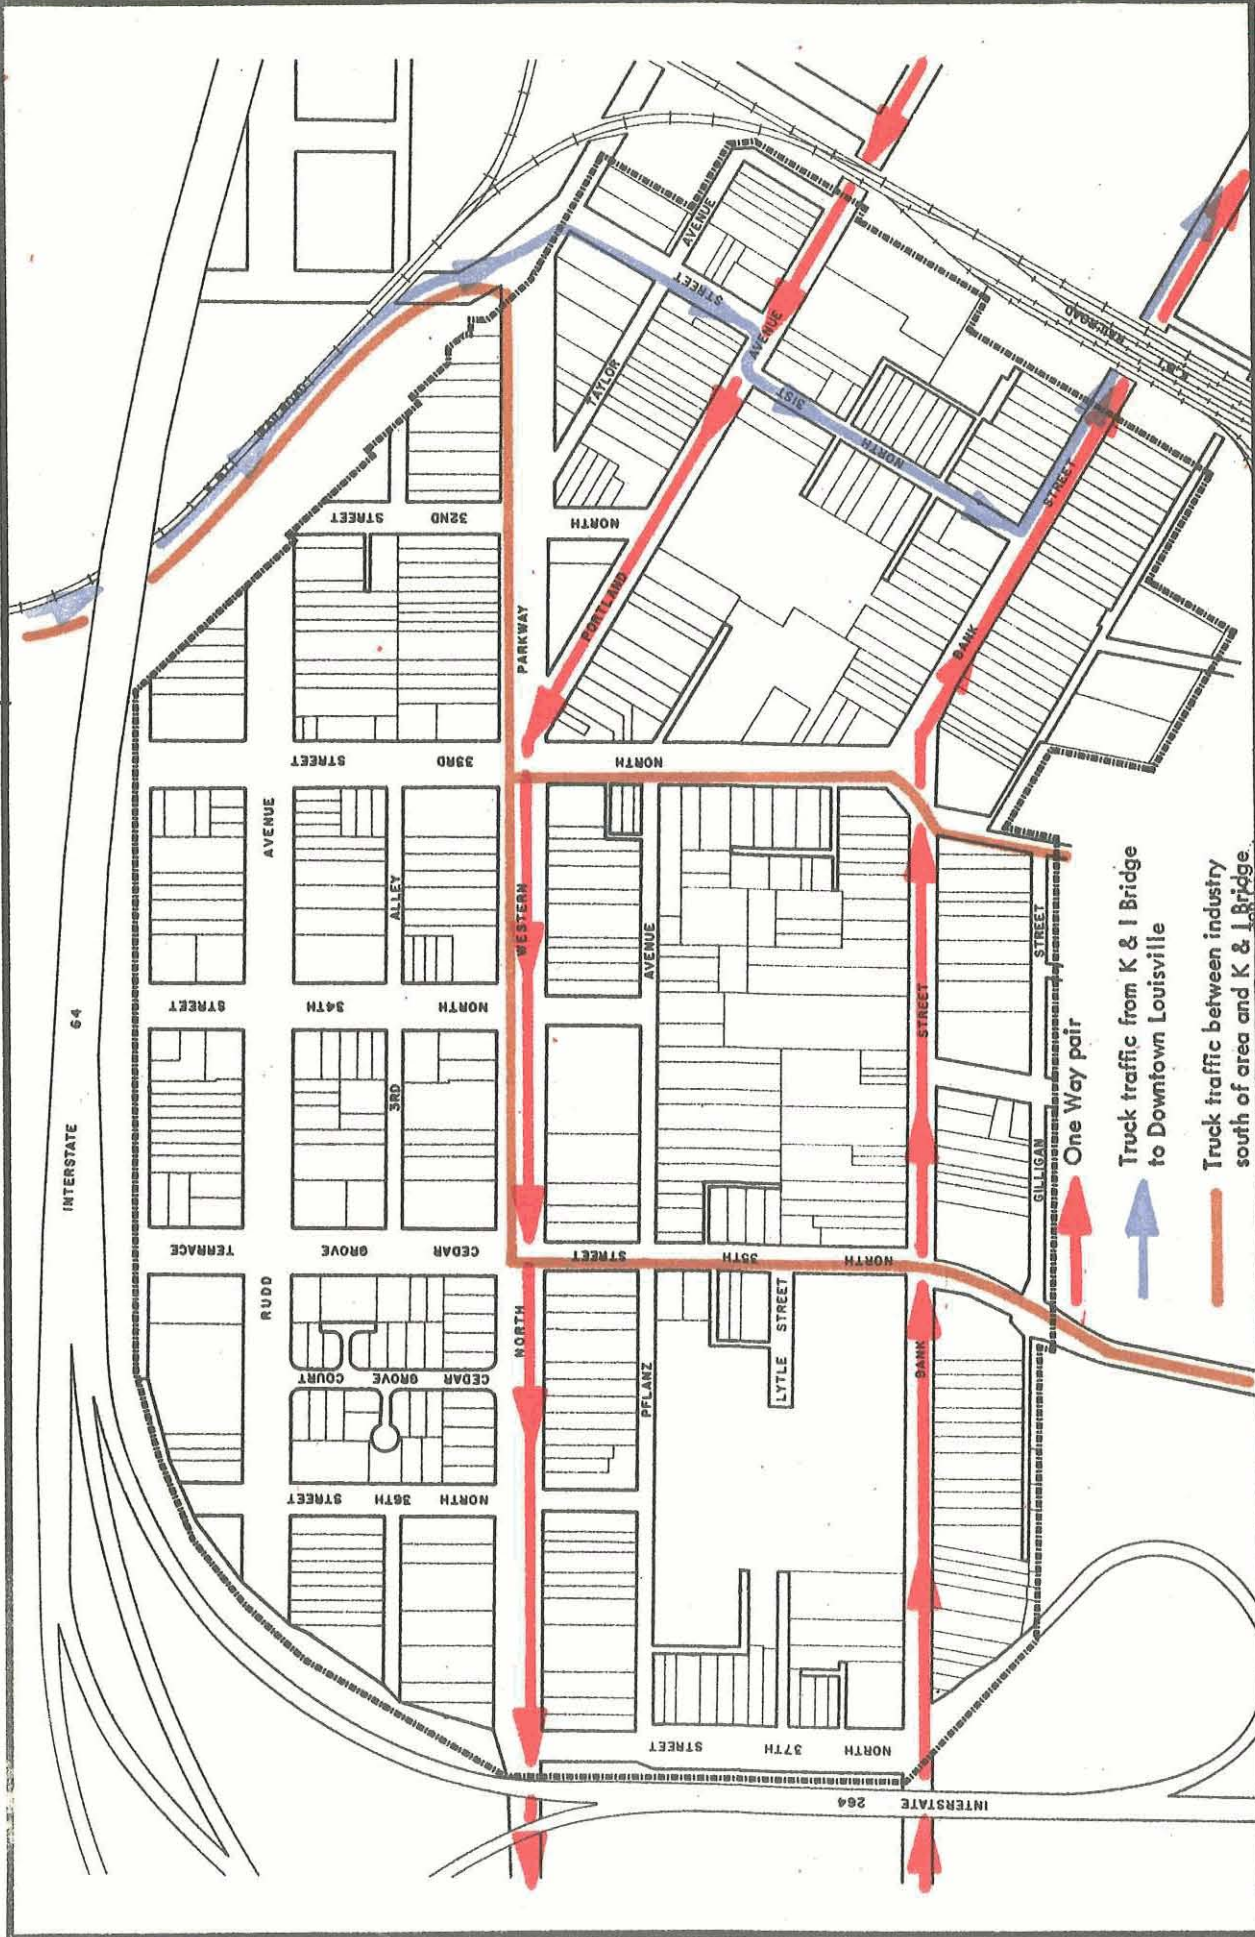 INTERSTATE 64
TERRACE STREET
RUDD AVENUE
COURT STREET
GROVE 34TH STREET
STREET
36TH GROVE
3RD ALLEY
CEDAR
NORTH CEDAR NORTH 33RD 32ND
NORTH WESTERN PARKWAY
STREET NORTH
TAYLOR AVENUE
PORTLAND AVENUE
PFLANZ AVENUE
NORTH
STREET
35TH
NORTH
LYTLE STREET
STREET
37TH
NORTH
NORTH 31ST STREET
BANK STREET
BANK STREET
GILLIGAN STREET
INTERSTATE 264
RAILROAD
K & I RAILROAD
One Way pair
Truck traffic from K & I Bridge
to Downtown Louisville
Truck traffic between industry
south of area and K & I Bridge